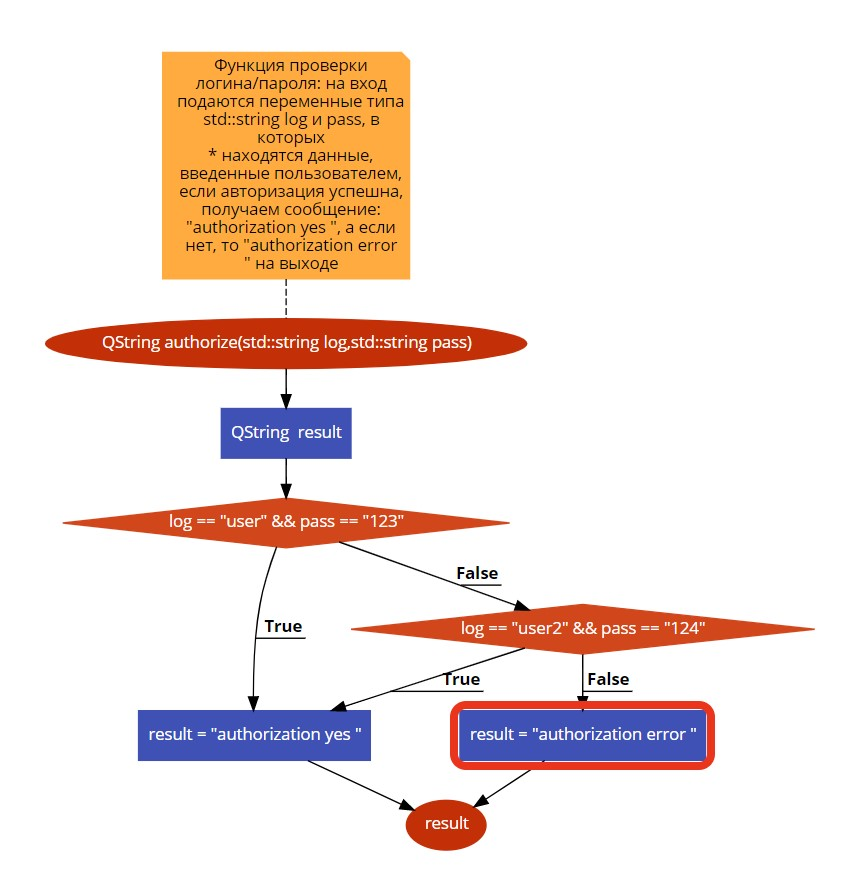 Функция проверки
логина/пароля: на вход
подаются переменные типа
std::string log и pass, в
которых
* находятся данные,
введенные пользователем,
если авторизация успешна,
получаем сообщение:
"authorization yes ", а если
нет, то "authorization error
" на выходе
QString authorize(std::string log,std::string pass)
QString  result
log == "user" && pass == "123"
False
True
log == "user2" && pass == "124"
True
False
result = "authorization yes "
result = "authorization error "
result